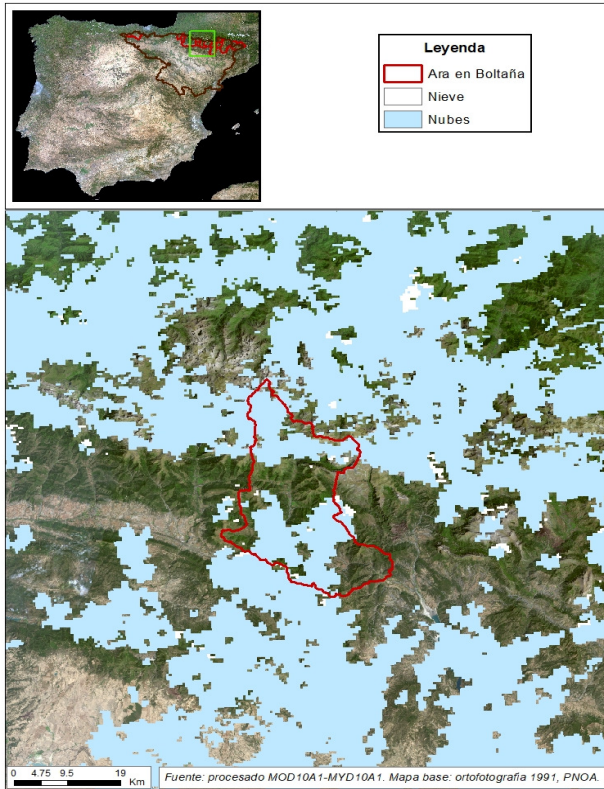 Leyenda
Ara en Boltaña
Nieve
Nubes
0 4.75 9.5 19
Km
Fuente: procesado MOD10A1-MYD10A1. Mapa base: ortofotografia 1991, PNOA.